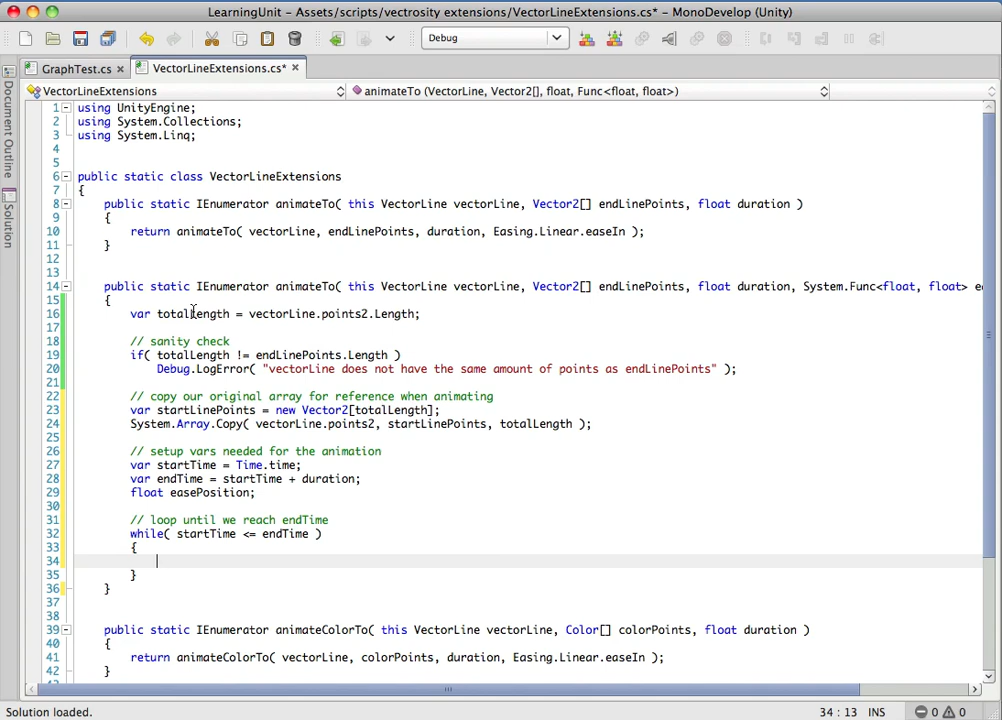 LearningUnit - Assets/scripts/vectrosity extensions/VectorLineExtensions.cs* - MonoDevelop (Unity)
Debug
GraphTest.cs × VectorLineExtensions.cs* ×
VectorLineExtensions animateTo (VectorLine, Vector2[], float, Func<float, float>)
Document Outline
Solution
1 using UnityEngine;
2 using System.Collections;
3 using System.Linq;
4
5
6 public static class VectorLineExtensions
7 {
8 public static IEnumerator animateTo( this VectorLine vectorLine, Vector2[] endLinePoints, float duration )
9 {
10 return animateTo( vectorLine, endLinePoints, duration, Easing.Linear.easeIn );
11 }
12
13
14 public static IEnumerator animateTo( this VectorLine vectorLine, Vector2[] endLinePoints, float duration, System.Func<float, float> e
15 {
16 var totalLength = vectorLine.points2.Length;
17
18 // sanity check
19 if( totalLength != endLinePoints.Length )
20 Debug.LogError( "vectorLine does not have the same amount of points as endLinePoints" );
21
22 // copy our original array for reference when animating
23 var startLinePoints = new Vector2[totalLength];
24 System.Array.Copy( vectorLine.points2, startLinePoints, totalLength );
25
26 // setup vars needed for the animation
27 var startTime = Time.time;
28 var endTime = startTime + duration;
29 float easePosition;
30
31 // loop until we reach endTime
32 while( startTime <= endTime )
33 {
34
35 }
36 }
37
38
39 public static IEnumerator animateColorTo( this VectorLine vectorLine, Color[] colorPoints, float duration )
40 {
41 return animateColorTo( vectorLine, colorPoints, duration, Easing.Linear.easeIn );
42 }
Solution loaded. 34 : 13 INS 0 0